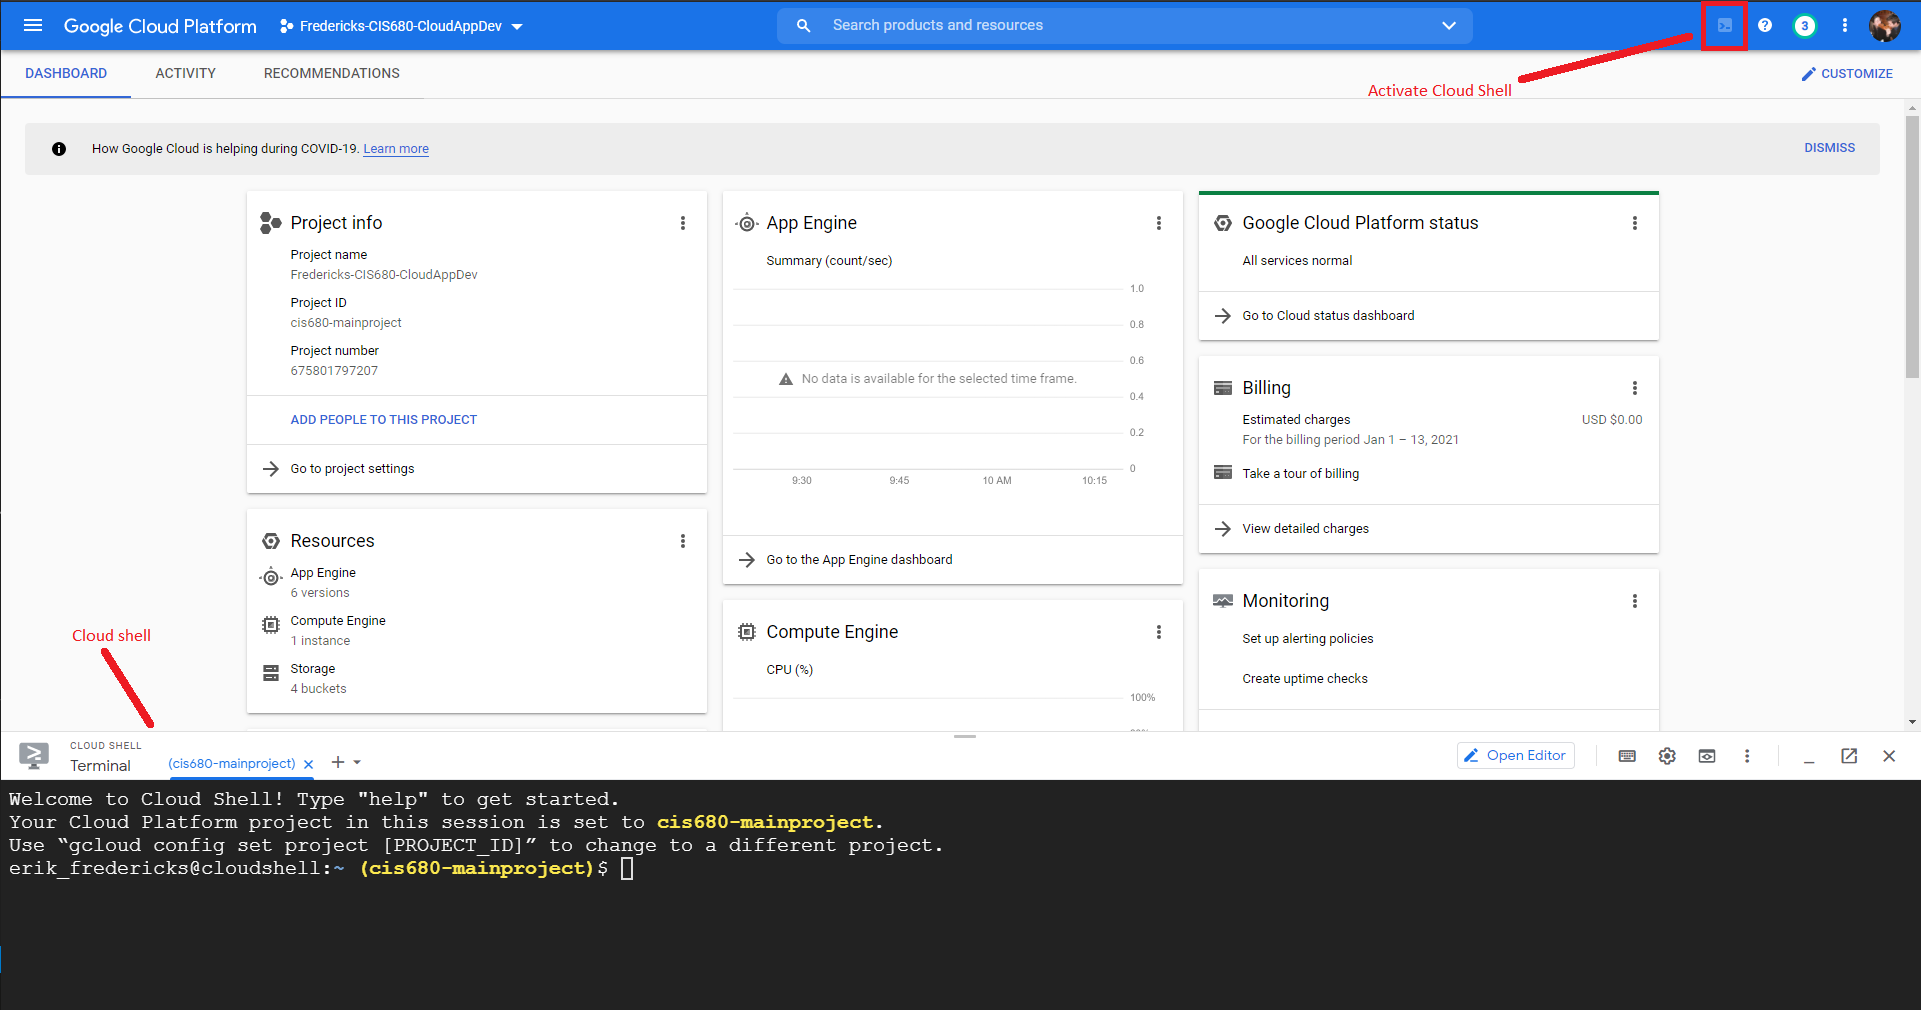 Google Cloud Platform
Fredericks-CIS680-CloudAppDev
Search products and resources
3
DASHBOARD
ACTIVITY
RECOMMENDATIONS
CUSTOMIZE
Activate Cloud Shell
How Google Cloud is helping during COVID-19. Learn more
DISMISS
Project info
Project name
Fredericks-CIS680-CloudAppDev
Project ID
cis680-mainproject
Project number
675801797207
ADD PEOPLE TO THIS PROJECT
Go to project settings
Resources
App Engine
6 versions
Compute Engine
1 instance
Storage
4 buckets
App Engine
Summary (count/sec)
1.0
0.8
0.6
No data is available for the selected time frame.
0.4
0.2
0
9:30
9:45
10 AM
10:15
Go to the App Engine dashboard
Compute Engine
CPU (%)
100%
Google Cloud Platform status
All services normal
Go to Cloud status dashboard
Billing
Estimated charges
USD $0.00
For the billing period Jan 1 – 13, 2021
Take a tour of billing
View detailed charges
Monitoring
Set up alerting policies
Create uptime checks
Cloud shell
CLOUD SHELL
Terminal
(cis680-mainproject)
Open Editor
Welcome to Cloud Shell! Type "help" to get started.
Your Cloud Platform project in this session is set to cis680-mainproject.
Use “gcloud config set project [PROJECT_ID]” to change to a different project.
erik_fredericks@cloudshell:~ (cis680-mainproject)$